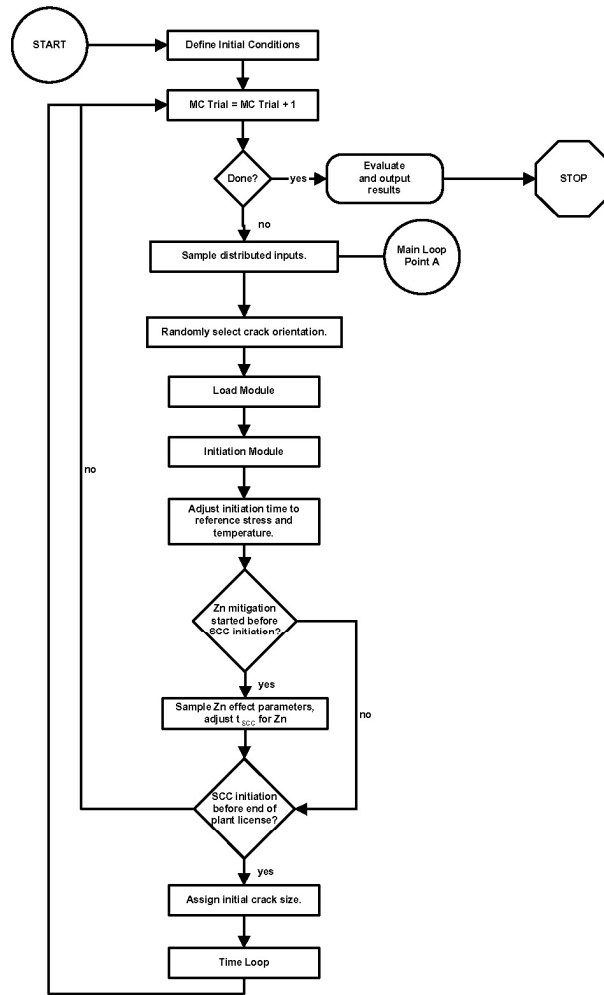 START
Define Initial Conditions
MC Trial = MC Trial + 1
Done?
yes
Evaluate
and output
results
STOP
no
Sample distributed inputs.
Main Loop
Point A
Randomly select crack orientation.
Load Module
Initiation Module
no
Adjust initiation time to
reference stress and
temperature.
Zn mitigation
started before
SCC initiation?
yes
Sample Zn effect parameters,
adjust tSCC for Zn
no
SCC initiation
before end of
plant license?
yes
Assign initial crack size.
Time Loop